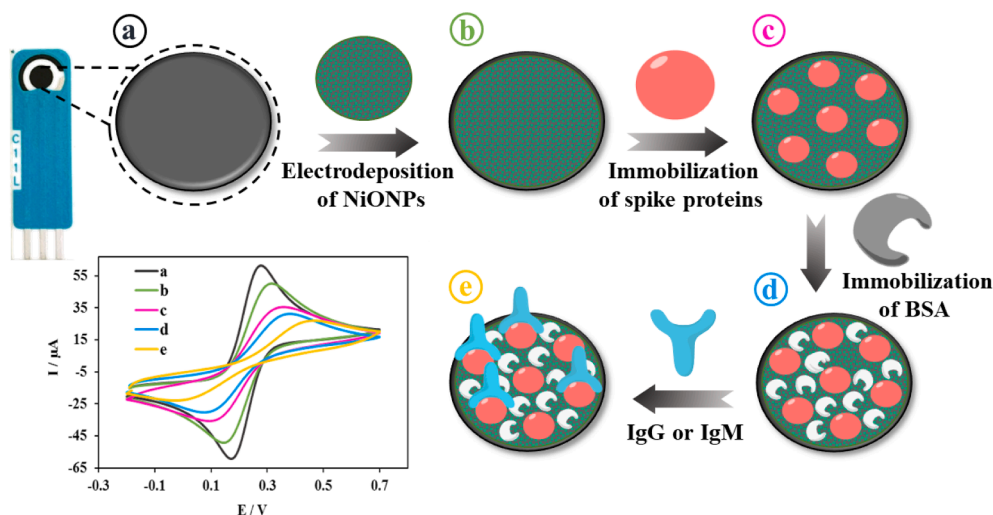 a
b
c
C11L
Electrodeposition
of NiONPs
Immobilization
of spike proteins
Immobilization
of BSA
e
d
IgG or IgM
a
b
c
d
e
55
35
15
-5
-25
-45
-65
I / µA
-0.3
-0.1
0.1
0.3
0.5
0.7
E / V